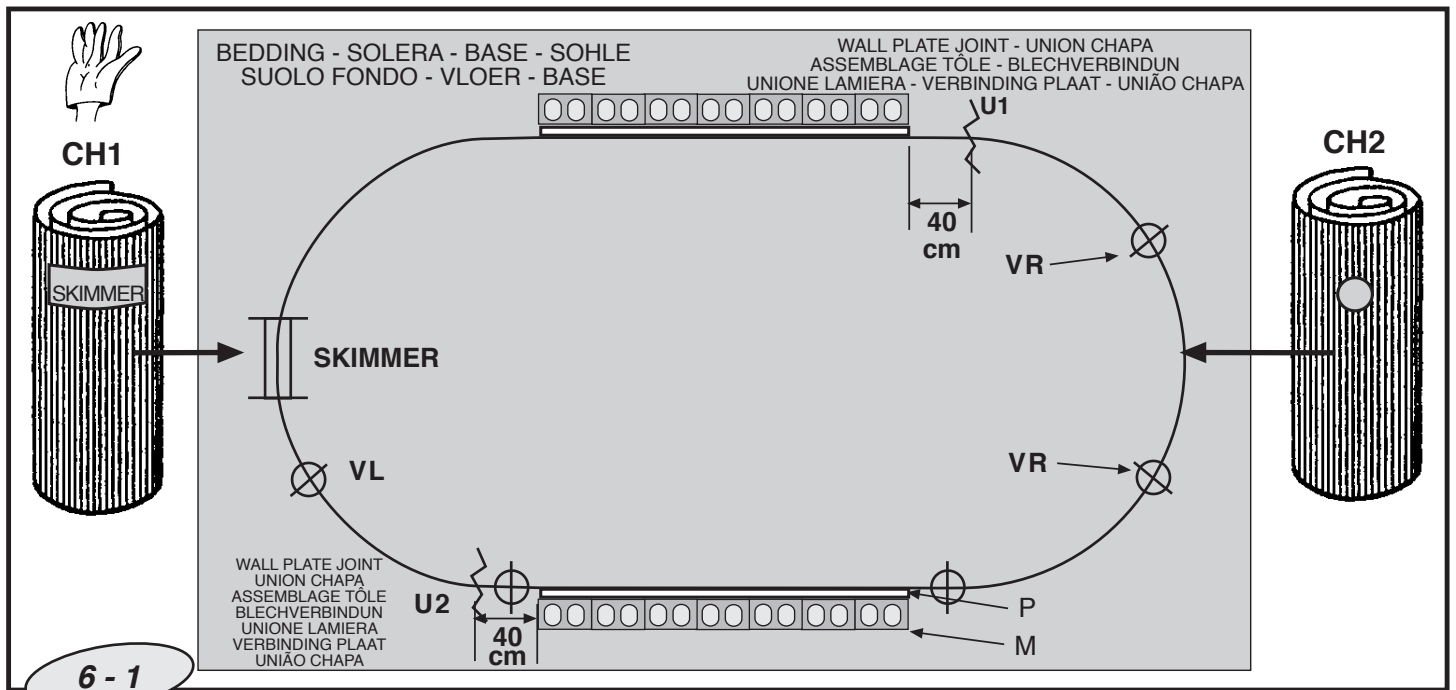 BEDDING - SOLERA - BASE - SOHLE
SUOLO FONDO - VLOER - BASE
WALL PLATE JOINT - UNION CHAPA
ASSEMBLAGE TÔLE - BLECHVERBINDUN
UNIONE LAMIERA - VERBINDING PLAAT - UNIÃO CHAPA
U1
CH1
CH2
40
cm
VR
SKIMMER
SKIMMER
VL
VR
WALL PLATE JOINT
UNION CHAPA
ASSEMBLAGE TÔLE
BLECHVERBINDUN
UNIONE LAMIERA
VERBINDING PLAAT
UNIÃO CHAPA
U2
40
cm
P
M
6 - 1